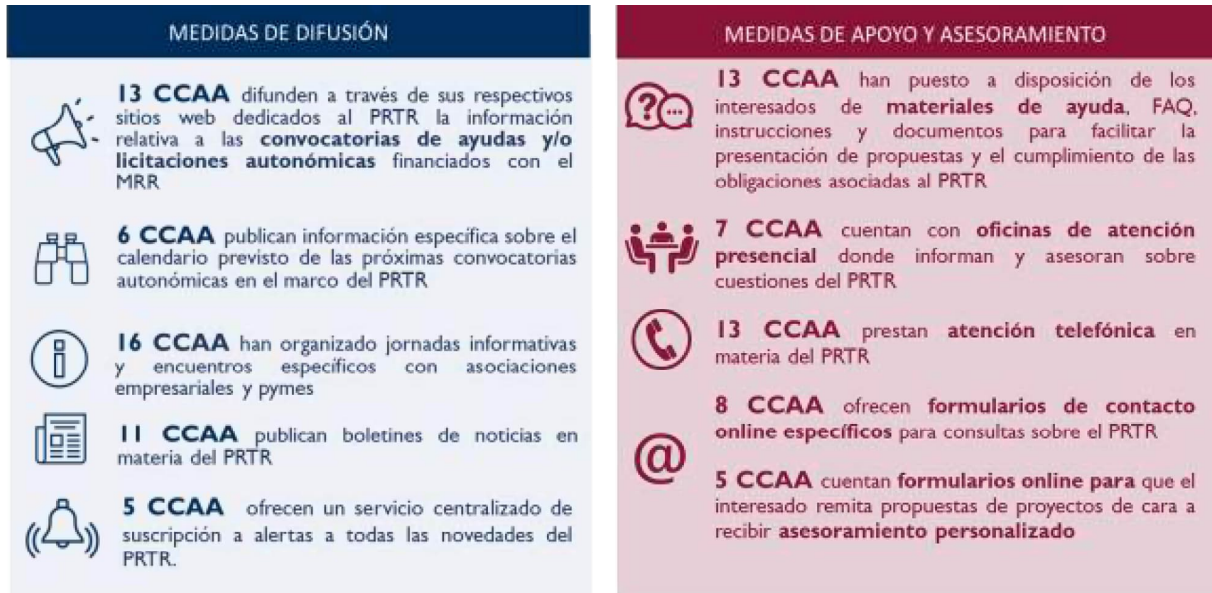 MEDIDAS DE DIFUSIÓN
13 CCAA difunden a través de sus respectivos
sitios web dedicados al PRTR la información
relativa a las convocatorias de ayudas y/o
licitaciones autonómicas financiados con el
MRR
6 CCAA publican información específica sobre el
calendario previsto de las próximas convocatorias
autonómicas en el marco del PRTR
16 CCAA han organizado jornadas informativas
y encuentros específicos con asociaciones
empresariales y pymes
11 CCAA publican boletines de noticias en
materia del PRTR
5 CCAA ofrecen un servicio centralizado de
suscripción a alertas a todas las novedades del
PRTR.
MEDIDAS DE APOYO Y ASESORAMIENTO
13 CCAA han puesto a disposición de los
interesados de materiales de ayuda, FAQ,
instrucciones y documentos para facilitar la
presentación de propuestas y el cumplimiento de las
obligaciones asociadas al PRTR
7 CCAA cuentan con oficinas de atención
presencial donde informan y asesoran sobre
cuestiones del PRTR
13 CCAA prestan atención telefónica en
materia del PRTR
8 CCAA ofrecen formularios de contacto
online específicos para consultas sobre el PRTR
5 CCAA cuentan formularios online para que el
interesado remita propuestas de proyectos de cara a
recibir asesoramiento personalizado